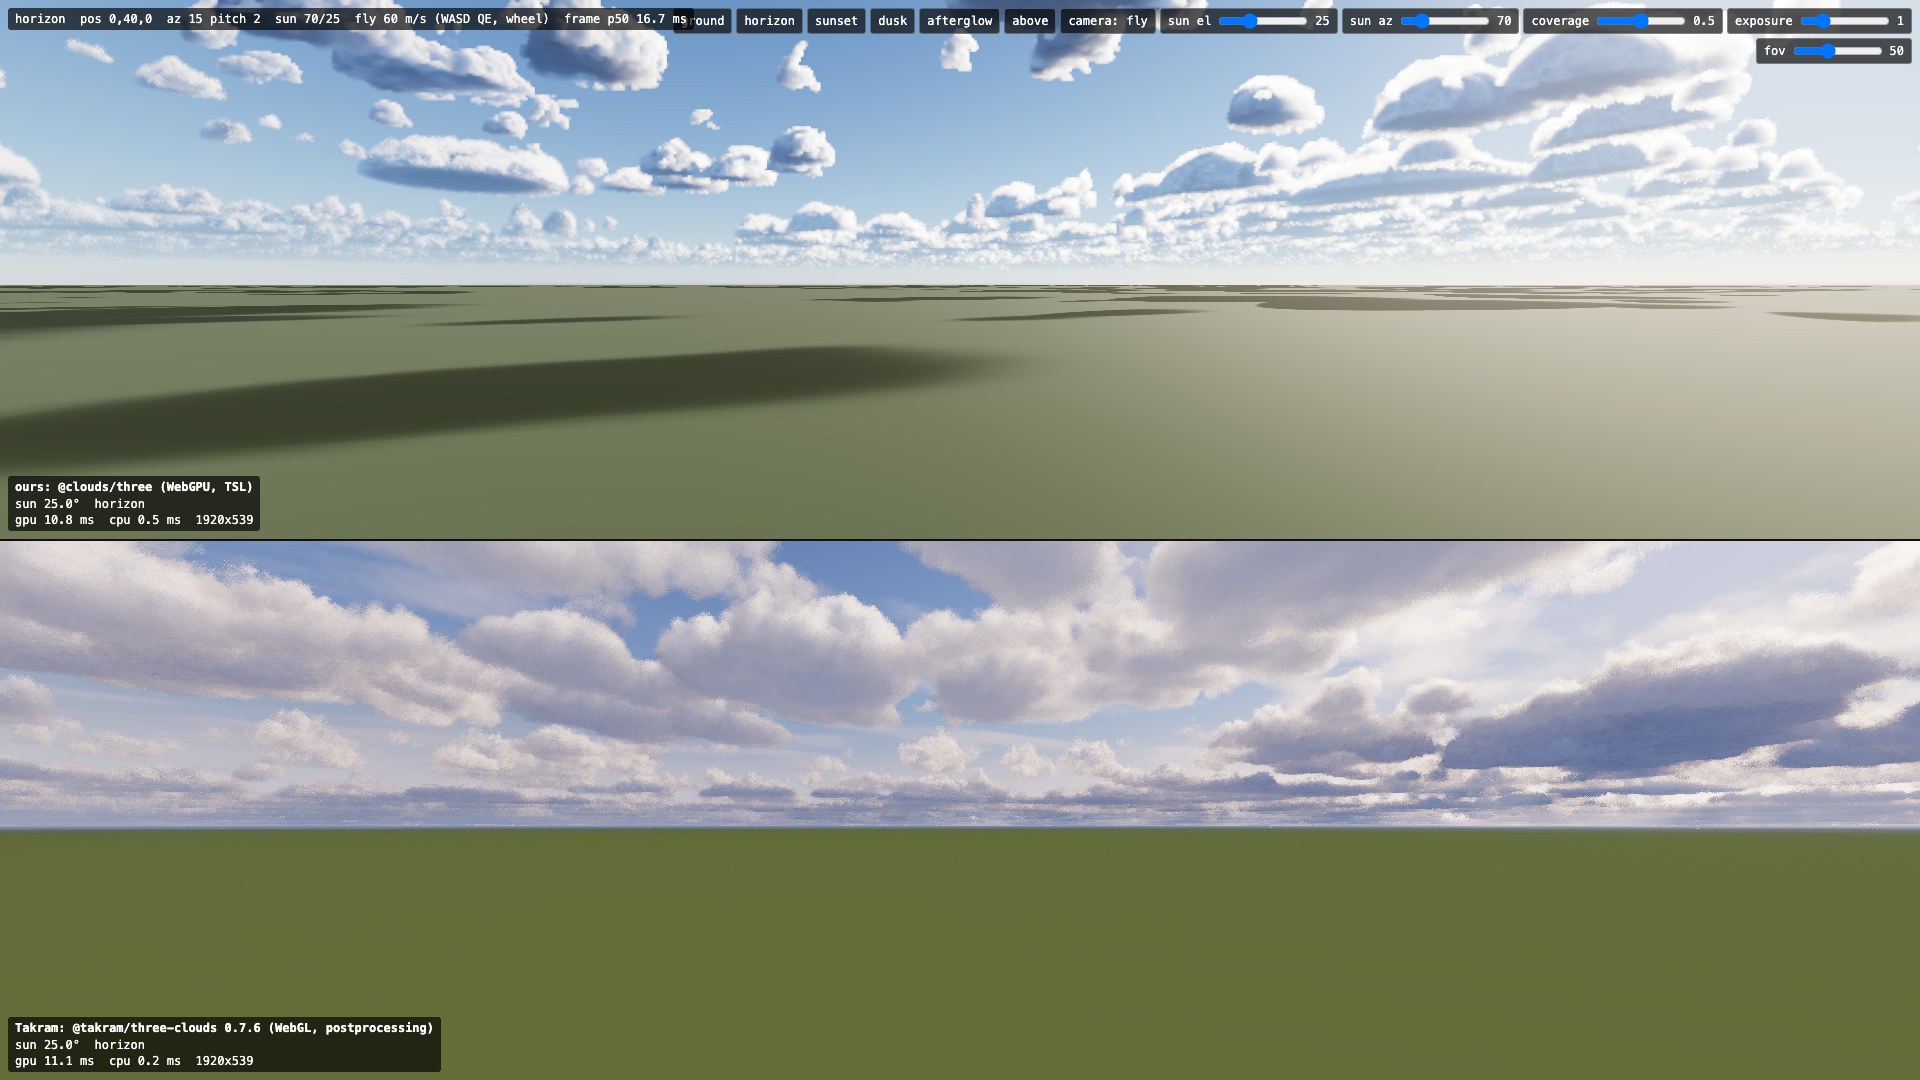 horizon pos 0,40,0 az 15 pitch 2 sun 70/25 fly 60 m/s (WASD QE, wheel) frame p50 16.7 ms
horizon
sunset
dusk
afterglow
above
camera: fly
sun el 25
sun az 70
coverage 0.5
exposure 1
fov 50
ours: @clouds/three (WebGPU, TSL)
sun 25.0° horizon
gpu 10.8 ms cpu 0.5 ms 1920x539
Takram: @takram/three-clouds 0.7.6 (WebGL, postprocessing)
sun 25.0° horizon
gpu 11.1 ms cpu 0.2 ms 1920x539